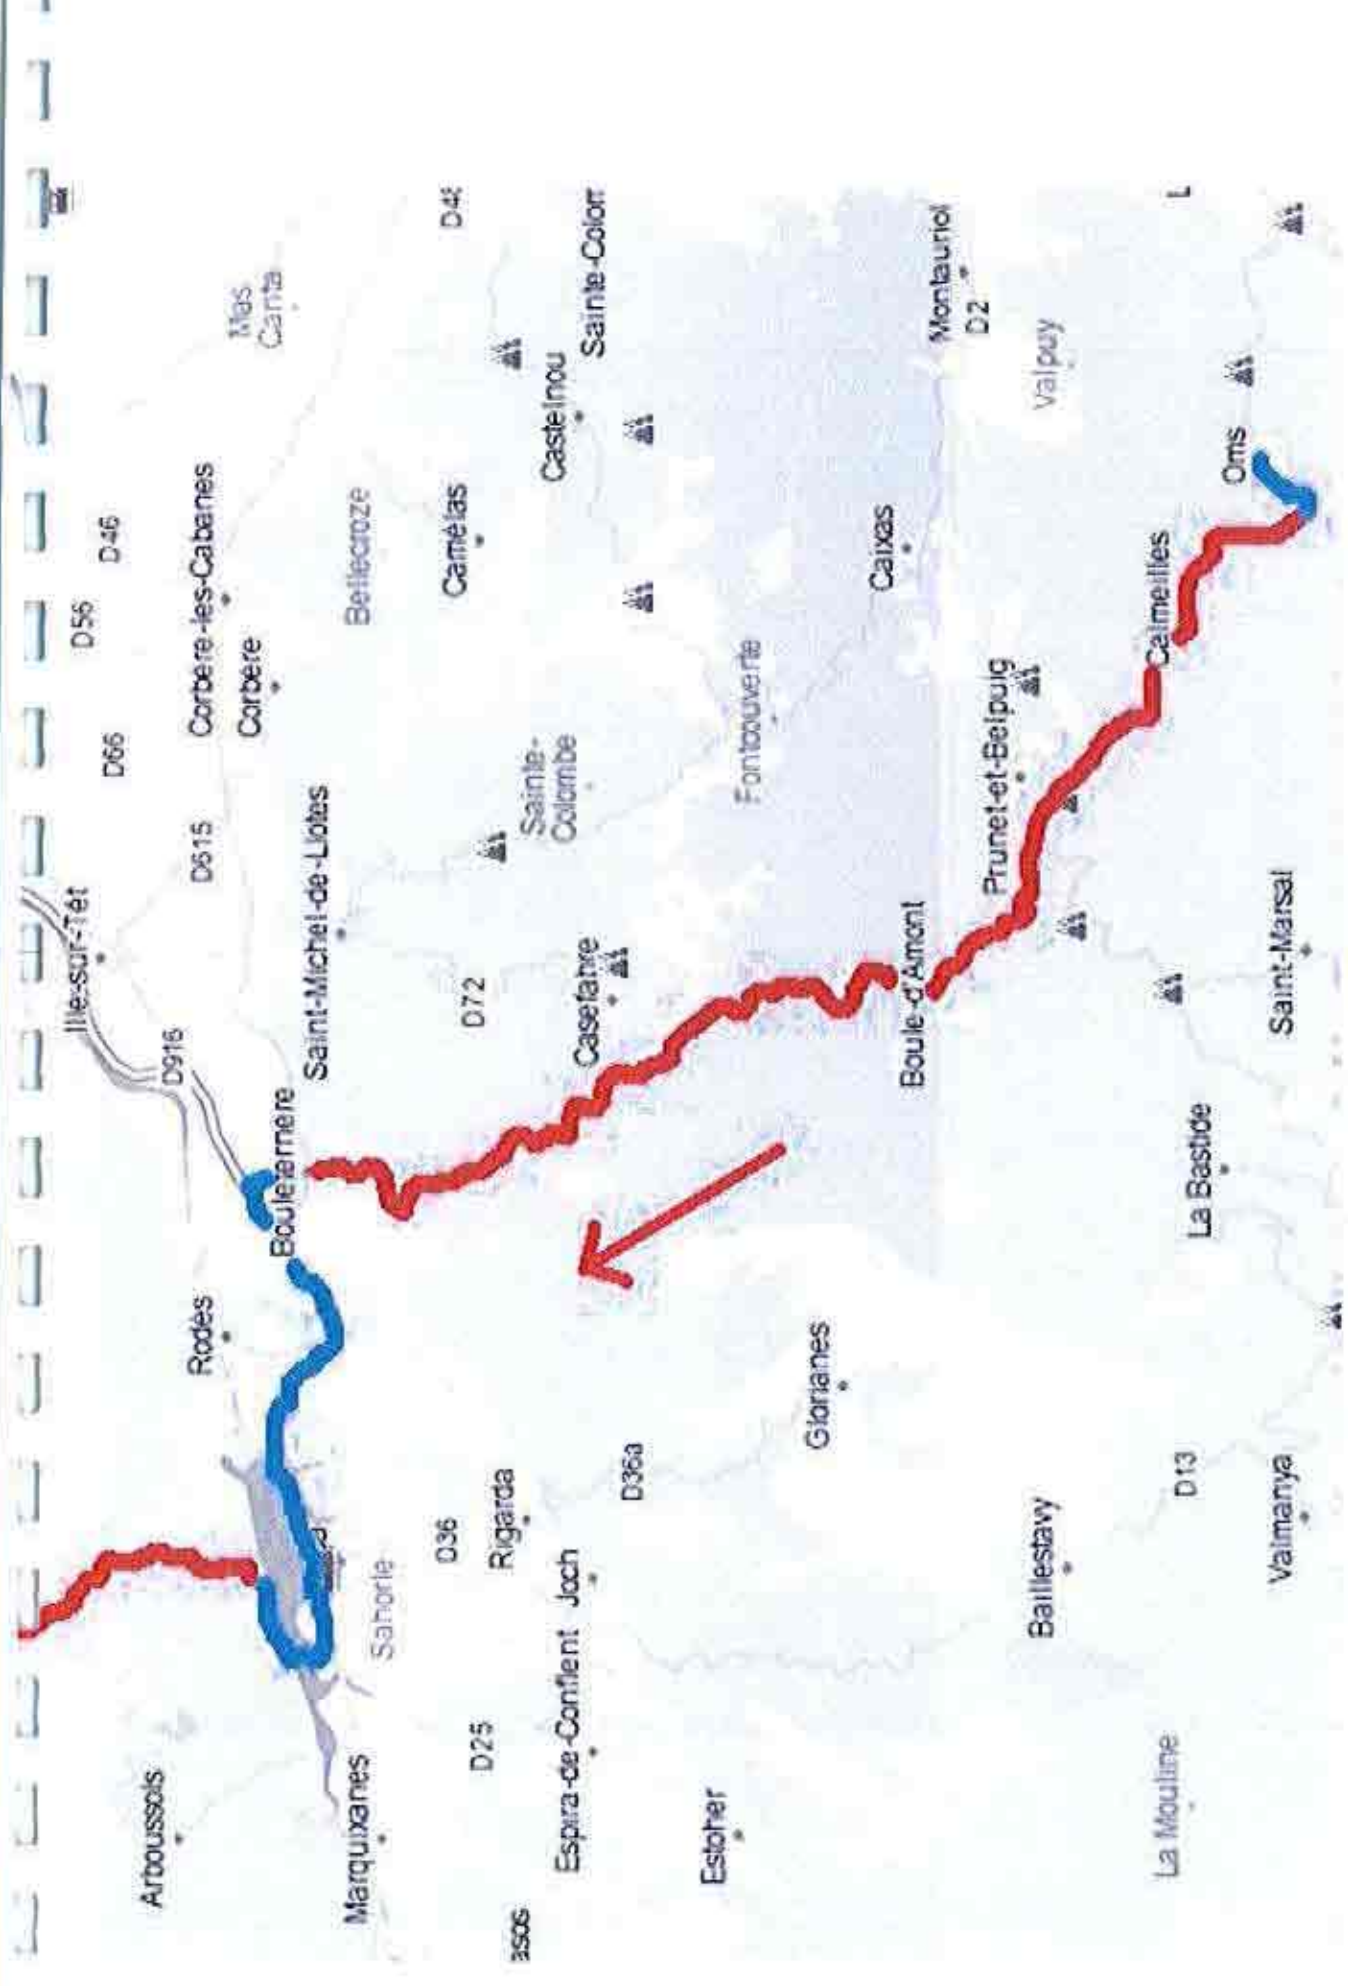 Ille-sur-Têt
D56
D66
D46
Arboussols
D916
Rodès
D615
Corbère-les-Cabanes
Mas
Canta
Corbère
Bouleternère
Saint-Michel-de-Llotes
Marquixanes
Bellecroze
Sahorle
D36
Camélas
D48
D72
D25
Rigarda
asos
Sainte-
Colombe
Castelnou
Espira-de-Conflent
Joch
Casefabre
Sainte-Colom
D36a
Estoher
Fontcouverte
Glorianes
Caixas
Boule-d'Amont
Montauriol
D2
Prunet-et-Belpuig
Baillestavy
Valpuy
Calmeilles
La Mouline
D13
L
La Bastide
Oms
Valmanya
Saint-Marsal